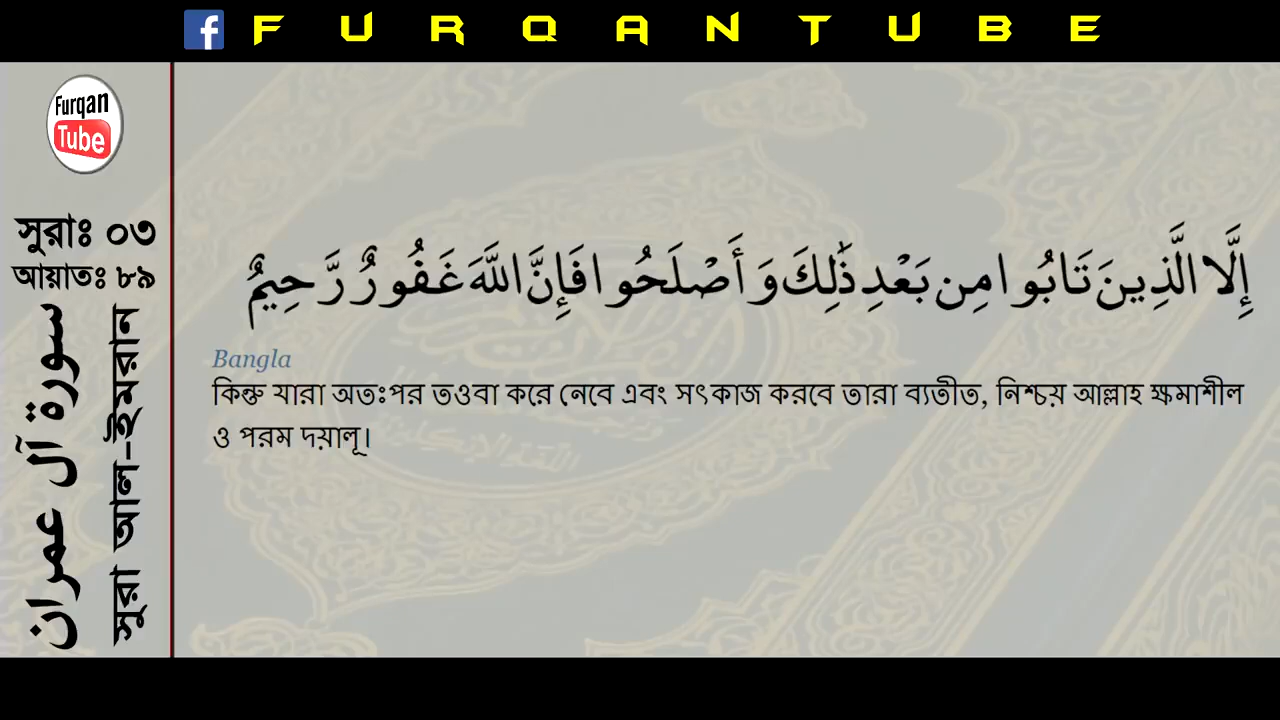 f F U R Q A N T U B E
Furqan
Tube
সুরাঃ ০৩
আয়াতঃ ৮৯
سورة آل عمران
সুরা আল-ইমরান
إِلَّا الَّذِينَ تَابُوا مِن بَعْدِ ذَٰلِكَ وَأَصْلَحُوا فَإِنَّ اللَّهَ غَفُورٌ رَّحِيمٌ
Bangla
কিন্তু যারা অতঃপর তওবা করে নেবে এবং সৎকাজ করবে তারা ব্যতীত, নিশ্চয় আল্লাহ ক্ষমাশীল
ও পরম দয়ালূ।